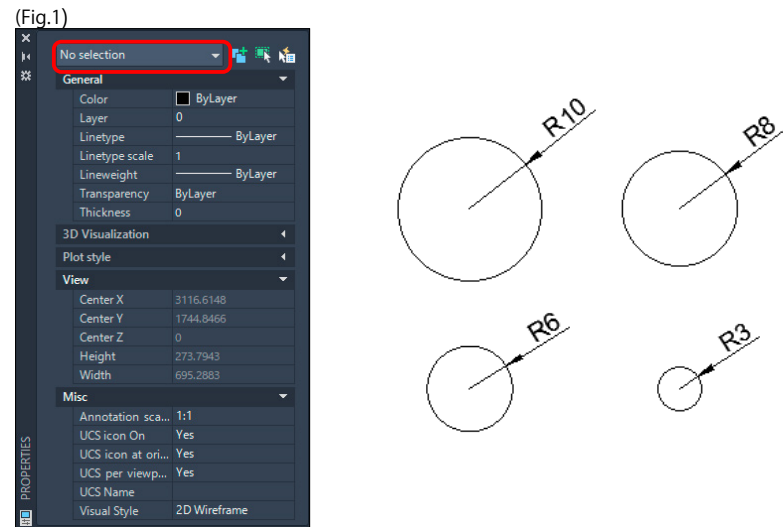 (Fig.1)
No selection
General
Color ByLayer
Layer 0
Linetype ByLayer
Linetype scale 1
Lineweight ByLayer
Transparency ByLayer
Thickness 0
3D Visualization
Plot style
View
Center X 3116.6148
Center Y 1744.8466
Center Z 0
Height 273.7943
Width 695.2883
Misc
Annotation sca... 1:1
UCS icon On Yes
UCS icon at ori... Yes
UCS per viewp... Yes
UCS Name
Visual Style 2D Wireframe
PROPERTIES
R10
R8
R6
R3